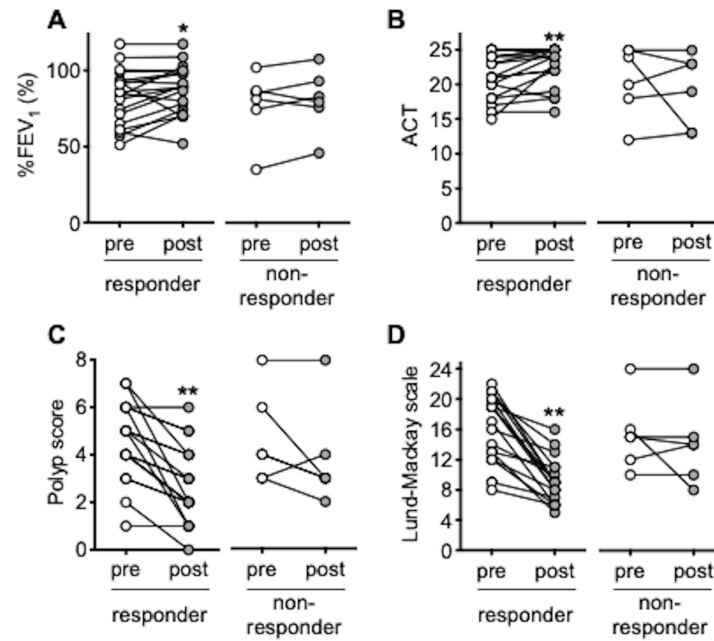 A
%FEV1 (%)
100
50
0
*
pre post pre post
responder non-
responder
B
ACT
25
20
15
10
5
0
**
pre post pre post
responder non-
responder
C
Polyp score
8
6
4
2
0
**
pre post pre post
responder non-
responder
D
Lund-Mackay scale
24
20
16
12
8
4
0
**
pre post pre post
responder non-
responder